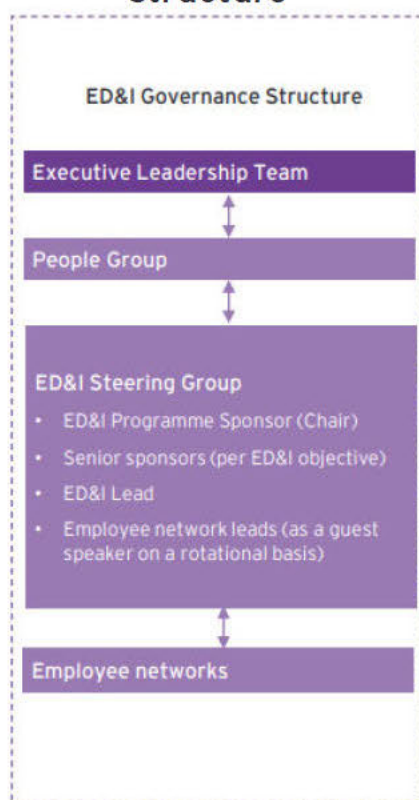 Structure
ED&I Governance Structure
Executive Leadership Team
People Group
ED&I Steering Group
• ED&I Programme Sponsor (Chair)
• Senior sponsors (per ED&I objective)
• ED&I Lead
• Employee network leads (as a guest
speaker on a rotational basis)
Employee networks